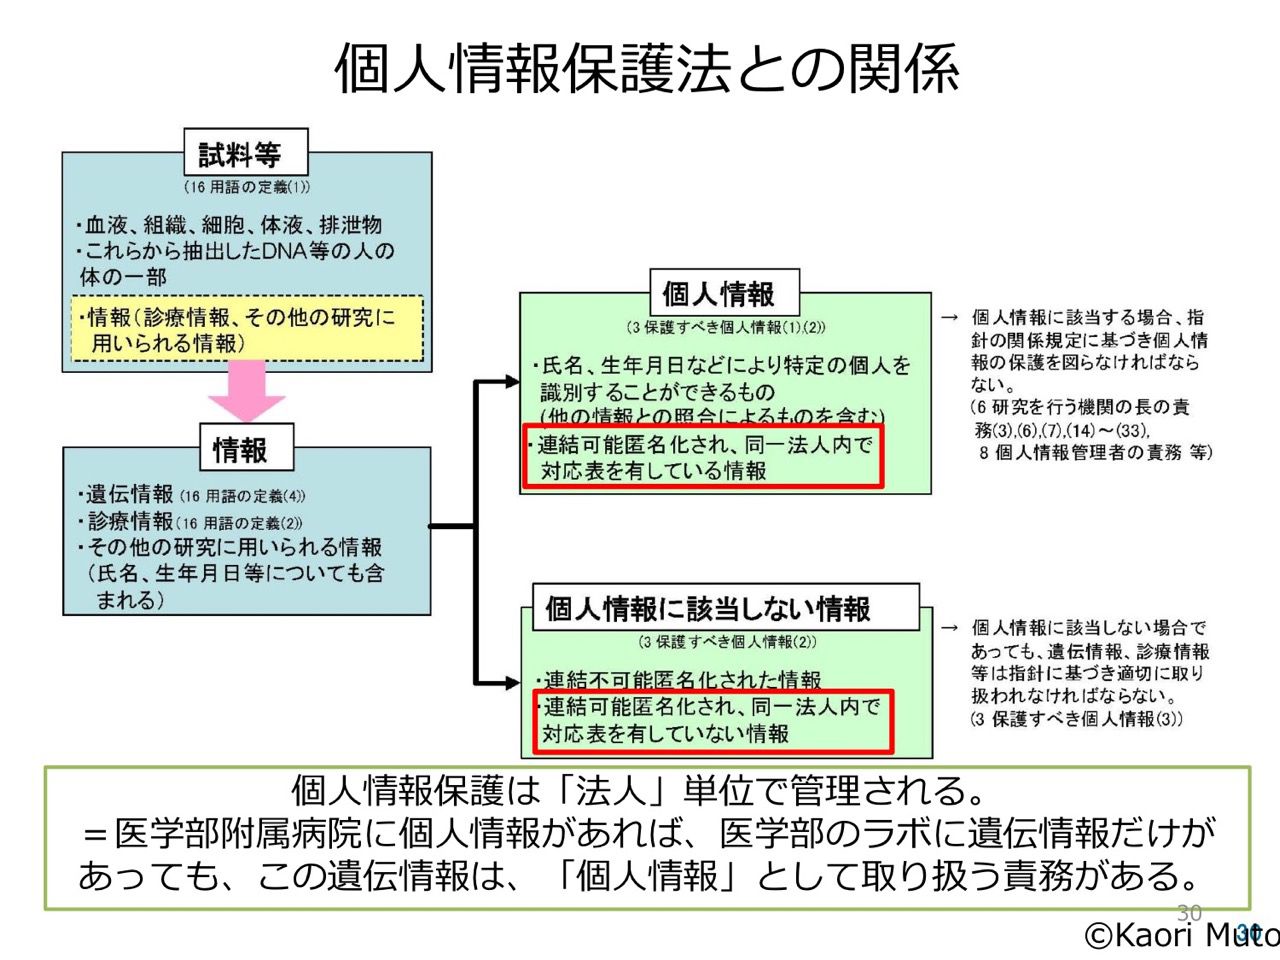 個人情報保護法との関係
試料等
(16 用語の定義(1))
・血液、組織、細胞、体液、排泄物
・これらから抽出したDNA等の人の
体の一部
・情報(診療情報、その他の研究に
用いられる情報)
情報
・遺伝情報 (16 用語の定義(4))
・診療情報 (16 用語の定義(2))
・その他の研究に用いられる情報
(氏名、生年月日等についても含
まれる)
個人情報
(3 保護すべき個人情報(1),(2))
・氏名、生年月日などにより特定の個人を
識別することができるもの
(他の情報との照合によるものを含む)
・連結可能匿名化され、同一法人内で
対応表を有している情報
→ 個人情報に該当する場合、指
針の関係規定に基づき個人情
報の保護を図らなければなら
ない。
(6 研究を行う機関の長の責
務(3),(6),(7),(14)～(33),
8 個人情報管理者の責務 等)
個人情報に該当しない情報
(3 保護すべき個人情報(2))
・連結不可能匿名化された情報
・連結可能匿名化され、同一法人内で
対応表を有していない情報
→ 個人情報に該当しない場合で
あっても、遺伝情報、診療情報
等は指針に基づき適切に取り
扱われなければならない。
(3 保護すべき個人情報(3))
個人情報保護は「法人」単位で管理される。
＝医学部附属病院に個人情報があれば、医学部のラボに遺伝情報だけが
あっても、この遺伝情報は、「個人情報」として取り扱う責務がある。
30
©Kaori Muto
30